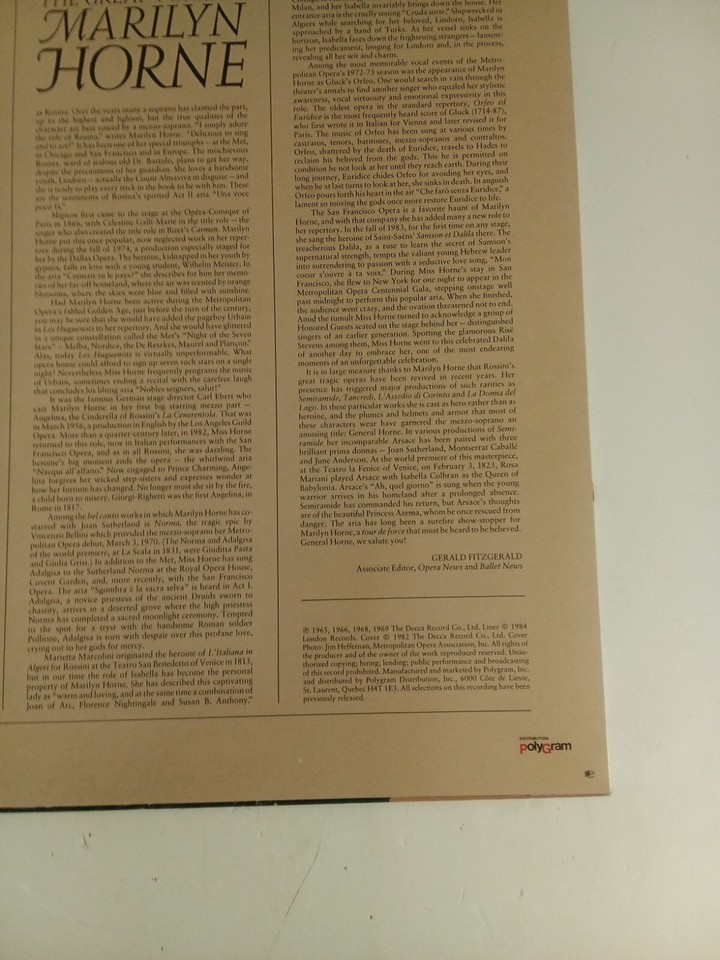 MARILYN
HORNE
as Rosina. Over the years many a soprano has claimed the part,
up to the highest and lightest, but the true qualities of the
character are best voiced by a mezzo-soprano. "I simply adore
the role of Rosina," writes Marilyn Horne. "Delicious to sing
and to act!" It has been one of her special triumphs – at the Met,
in Chicago and San Francisco and in Europe. The mischievous
Rosina, ward of jealous old Dr. Bartolo, plans to get her way,
despite the precautions of her guardian. She loves a handsome
youth, Lindoro – actually the Count Almaviva in disguise – and
she is ready to play every trick in the book to be with him. These
are the sentiments of Rosina's spirited Act II aria "Una voce
poco fa."
Mignon first came to the stage at the Opéra-Comique of
Paris in 1866, with Celestine Galli-Marie in the title role – the
singer who also created the title role in Bizet's Carmen. Marilyn
Horne put this once popular, now neglected work in her reper-
tory during the fall of 1974, a production especially staged for
her by the Dallas Opera. The heroine, kidnapped in her youth by
gypsies, falls in love with a young student, Wilhelm Meister. In
the aria "Connais-tu le pays?" she describes for him her memo-
ries of her far-off homeland, where the air was scented by orange
blossoms, where the skies were blue and filled with sunshine.
Had Marilyn Horne been active during the Metropolitan
Opera's fabled Golden Age, just before the turn of the century,
you may be sure that she would have added the pageboy Urbain
in Les Huguenots to her repertory. And she would have glittered
in a unique constellation called the Met's "Night of the Seven
Stars" – Melba, Nordica, the De Reszkes, Maurel and Plançon.
Alas, today Les Huguenots is virtually unperformable. What
opera house could afford to sign up seven such stars on a single
night? Nevertheless Miss Horne frequently programs the music
of Urbain, sometimes ending a recital with the carefree laugh
that concludes his lilting aria "Nobles seigneurs, salut!"
It was the famous German stage director Carl Ebert who
cast Marilyn Horne in her first big starring mezzo part –
Angelina, the Cinderella of Rossini's La Cenerentola. That was
in March 1956, a production in English by the Los Angeles Guild
Opera. More than a quarter-century later, in 1982, Miss Horne
returned to this role, now in Italian performances with the San
Francisco Opera, and as in all Rossini, she was dazzling. The
heroine's big moment ends the opera – the whirlwind aria
"Nacqui all'affano." Now engaged to Prince Charming, Ange-
lina forgives her wicked step-sisters and expresses wonder at
how her fortune has changed. No longer must she sit by the fire,
a child born to misery. Giorgi-Righetti was the first Angelina, in
Rome in 1817.
Among the bel canto works in which Marilyn Horne has co-
starred with Joan Sutherland is Norma, the tragic epic by
Vincenzo Bellini which provided the mezzo-soprano her Metro-
politan Opera debut, March 3, 1970. (The Norma and Adalgisa
of the world premiere, at La Scala in 1831, were Giuditta Pasta
and Giulia Grisi.) In addition to the Met, Miss Horne has sung
Adalgisa to the Sutherland Norma at the Royal Opera House,
Covent Garden, and, more recently, with the San Francisco
Opera. The aria "Sgombra è la sacra selva" is heard in Act I.
Adalgisa, a novice priestess of the ancient Druids sworn to
chastity, arrives in a deserted grove where the high priestess
Norma has completed a sacred moonlight ceremony. Tempted
to the spot for a tryst with the handsome Roman soldier
Pollione, Adalgisa is torn with despair over this profane love,
crying out to her gods for mercy.
Marietta Marcolini originated the heroine of L'Italiana in
Algeri for Rossini at the Teatro San Benedetto of Venice in 1813,
but in our time the role of Isabella has become the personal
property of Marilyn Horne. She has described this captivating
lady as "warm and loving, and at the same time a combination of
Joan of Arc, Florence Nightingale and Susan B. Anthony."
Milan, and her Isabella invariably brings down the house. Her
entrance aria is the cruelly testing "Cruda sorte." Shipwrecked in
Algiers while searching for her beloved, Lindoro, Isabella is
approached by a band of Turks. As her vessel sinks on the
horizon, Isabella faces down the frightening strangers – lament-
ing her predicament, longing for Lindoro and, in the process,
revealing all her wit and charm.
Among the most memorable vocal events of the Metro-
politan Opera's 1972-73 season was the appearance of Marilyn
Horne as Gluck's Orfeo. One would search in vain through the
theater's annals to find another singer who equaled her stylistic
awareness, vocal virtuosity and emotional expressivity in this
role. The oldest opera in the standard repertory, Orfeo ed
Euridice is the most frequently heard score of Gluck (1714-87),
who first wrote it in Italian for Vienna and later revised it for
Paris. The music of Orfeo has been sung at various times by
castratos, tenors, baritones, mezzo-sopranos and contraltos.
Orfeo, shattered by the death of Euridice, travels to Hades to
reclaim his beloved from the gods. This he is permitted on
condition he not look at her until they reach earth. During their
long journey, Euridice chides Orfeo for avoiding her eyes, and
when he at last turns to look at her, she sinks in death. In anguish
Orfeo pours forth his heart in the air "Che farò senza Euridice," a
lament so moving the gods once more restore Euridice to life.
The San Francisco Opera is a favorite haunt of Marilyn
Horne, and with that company she has added many a new role to
her repertory. In the fall of 1983, for the first time on any stage,
she sang the heroine of Saint-Saëns' Samson et Dalila there. The
treacherous Dalila, as a ruse to learn the secret of Samson's
supernatural strength, tempts the valiant young Hebrew leader
into surrendering to passion with a seductive love song, "Mon
coeur s'ouvre à ta voix." During Miss Horne's stay in San
Francisco, she flew to New York for one night to appear in the
Metropolitan Opera Centennial Gala, stepping onstage well
past midnight to perform this popular aria. When she finished,
the audience went crazy, and the ovation threatened not to end.
Amid the tumult Miss Horne turned to acknowledge a group of
Honored Guests seated on the stage behind her – distinguished
singers of an earlier generation. Spotting the glamorous Risë
Stevens among them, Miss Horne went to this celebrated Dalila
of another day to embrace her, one of the most endearing
moments of an unforgettable celebration.
It is in large measure thanks to Marilyn Horne that Rossini's
great tragic operas have been revived in recent years. Her
presence has triggered major productions of such rarities as
Semiramide, Tancredi, L'Assedio di Corinto and La Donna del
Lago. In these particular works she is cast as hero rather than as
heroine, and the plumes and helmets and armor that most of
these characters wear have garnered the mezzo-soprano an
amusing title: General Horne. In various productions of Semi-
ramide her incomparable Arsace has been paired with three
brilliant prima donnas – Joan Sutherland, Montserrat Caballé
and June Anderson. At the world premiere of this masterpiece,
at the Teatro la Fenice of Venice, on February 3, 1823, Rosa
Mariani played Arsace with Isabella Colbran as the Queen of
Babylonia. Arsace's "Ah, quel giorno" is sung when the young
warrior arrives in his homeland after a prolonged absence.
Semiramide has commanded his return, but Arsace's thoughts
are of the beautiful Princess Azema, whom he once rescued from
danger. The aria has long been a surefire show-stopper for
Marilyn Horne, a tour de force that must be heard to be believed.
General Horne, we salute you!
GERALD FITZGERALD
Associate Editor, Opera News and Ballet News
℗ 1965, 1966, 1968, 1969 The Decca Record Co., Ltd. Liner © 1984
London Records. Cover © 1982 The Decca Record Co., Ltd. Cover
Photo: Jim Heffernan, Metropolitan Opera Association, Inc. All rights of
the producer and of the owner of the work reproduced reserved. Unau-
thorized copying; hiring; lending; public performance and broadcasting
of this record prohibited. Manufactured and marketed by Polygram, Inc.
and distributed by Polygram Distribution, Inc., 6000 Côte de Liesse,
St. Laurent, Quebec H4T 1E3. All selections on this recording have been
previously released.
DISTRIBUTION
PolyGram